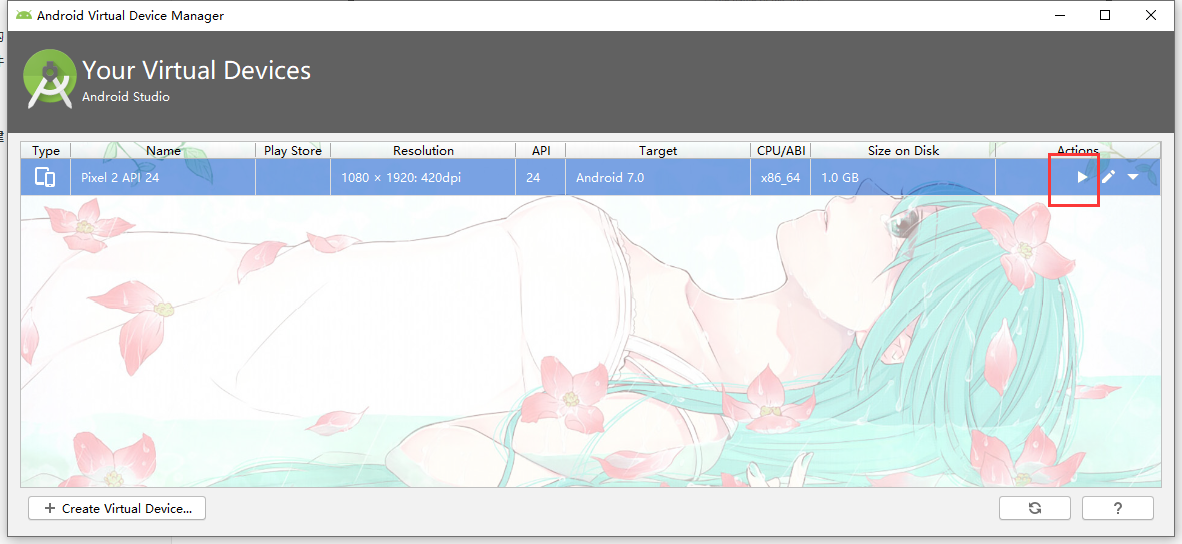 Android Virtual Device Manager
Your Virtual Devices
Android Studio
Type Name Play Store Resolution API Target CPU/ABI Size on Disk Actions
Pixel 2 API 24 1080 × 1920: 420dpi 24 Android 7.0 x86_64 1.0 GB
+ Create Virtual Device... ?